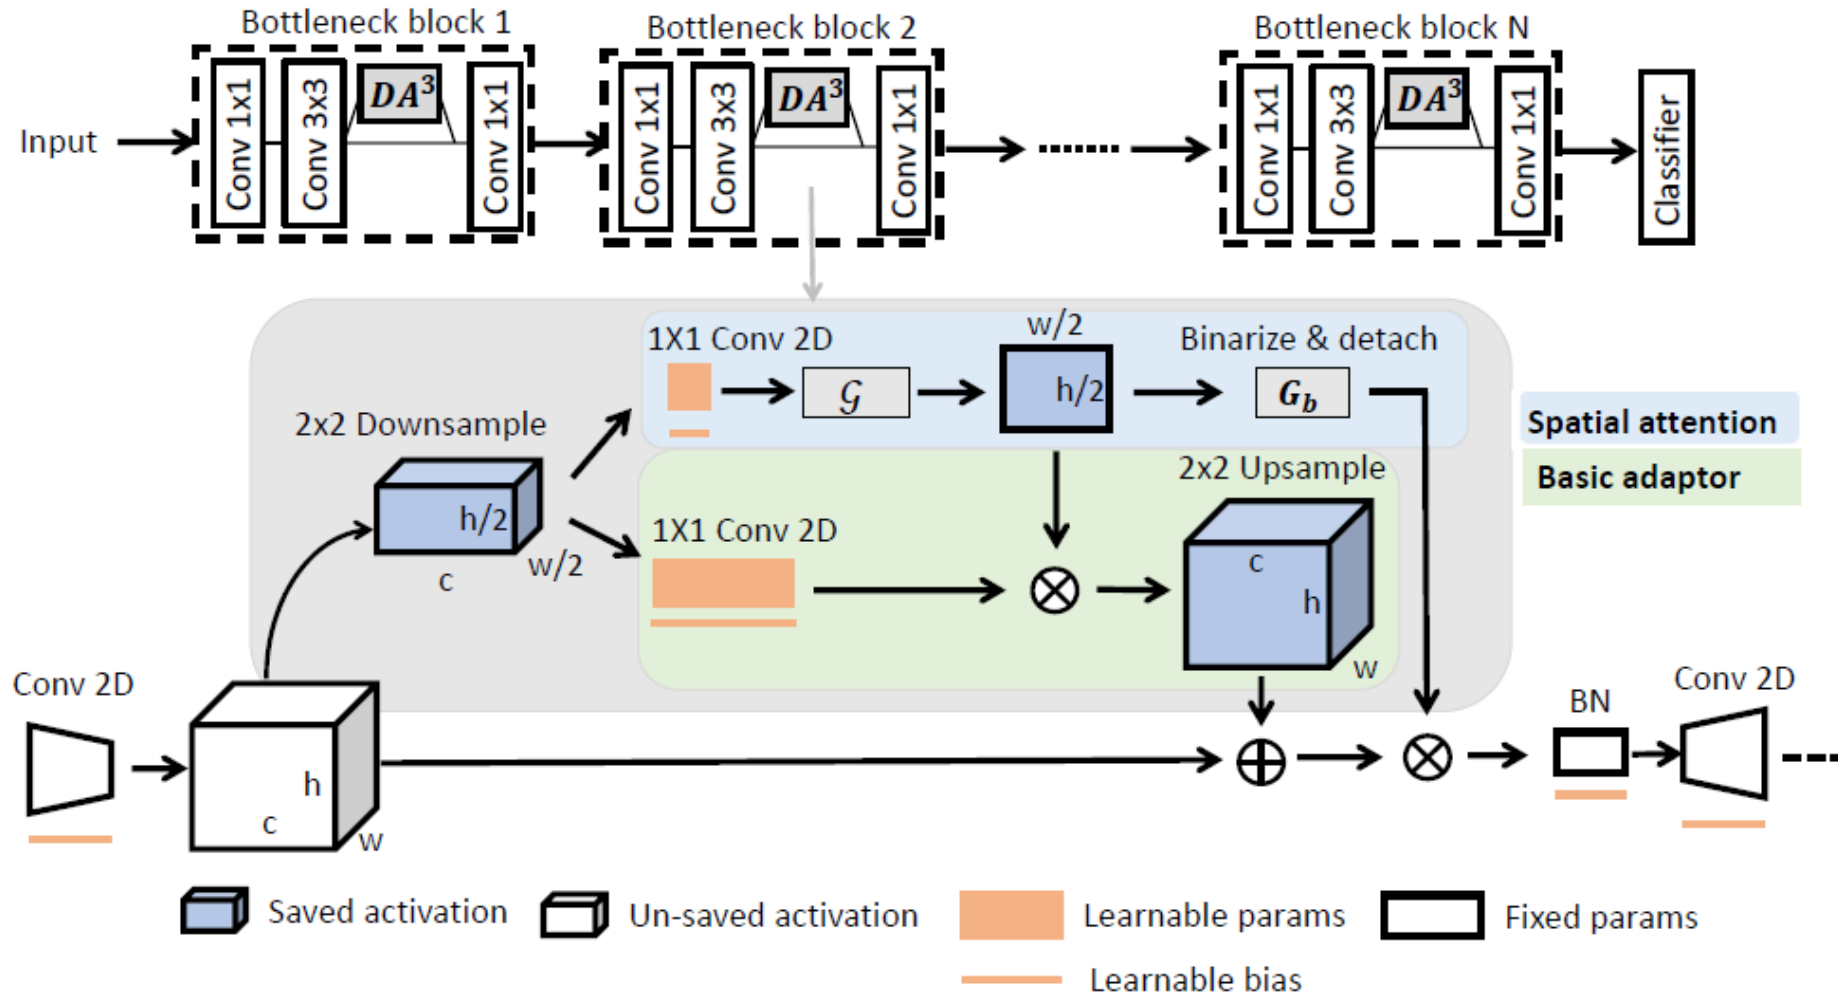 Bottleneck block 1
Bottleneck block 2
Bottleneck block N
Input
Conv 1x1
Conv 3x3
DA³
Conv 1x1
Conv 1x1
Conv 3x3
DA³
Conv 1x1
Conv 1x1
Conv 3x3
DA³
Conv 1x1
Classifier
1X1 Conv 2D
w/2
Binarize & detach
𝒢
h/2
G_b
2x2 Downsample
h/2
w/2
c
Spatial attention
Basic adaptor
2x2 Upsample
1X1 Conv 2D
c
h
w
Conv 2D
h
c
w
BN
Conv 2D
Saved activation
Un-saved activation
Learnable params
Fixed params
Learnable bias